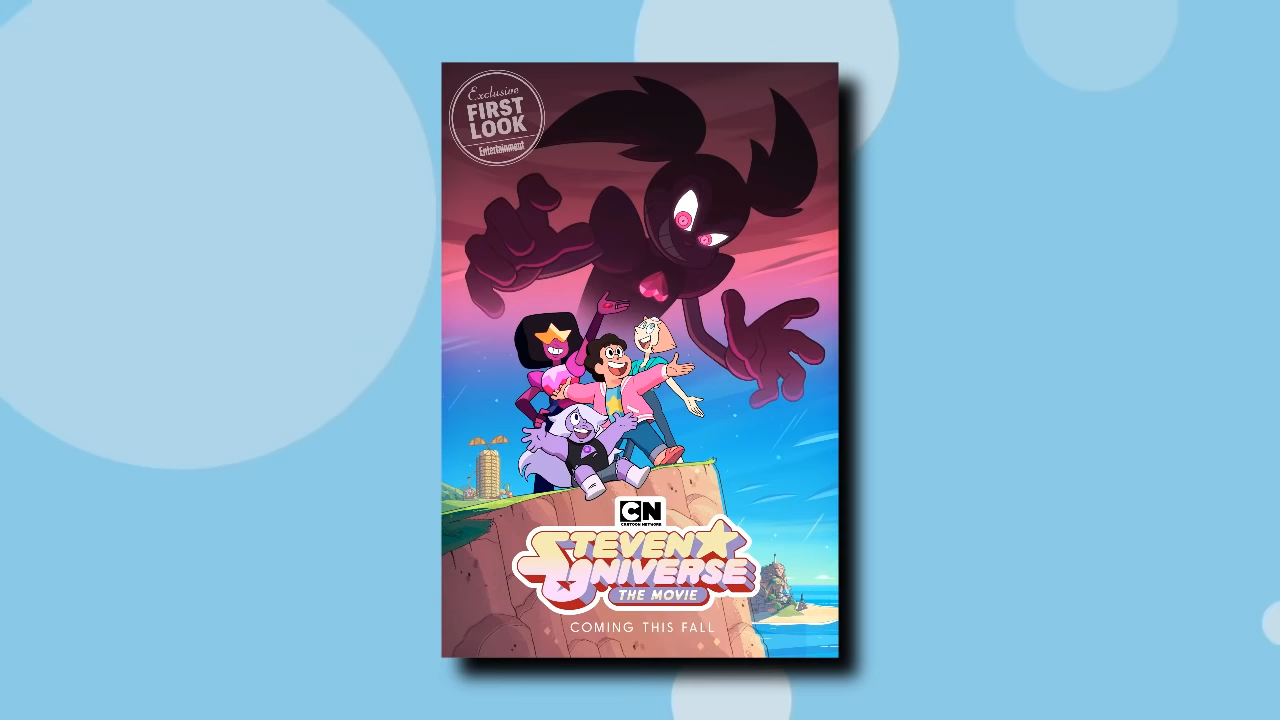 Exclusive
FIRST
LOOK
Entertainment
CN
CARTOON NETWORK
STEVEN
UNIVERSE
THE MOVIE
COMING THIS FALL